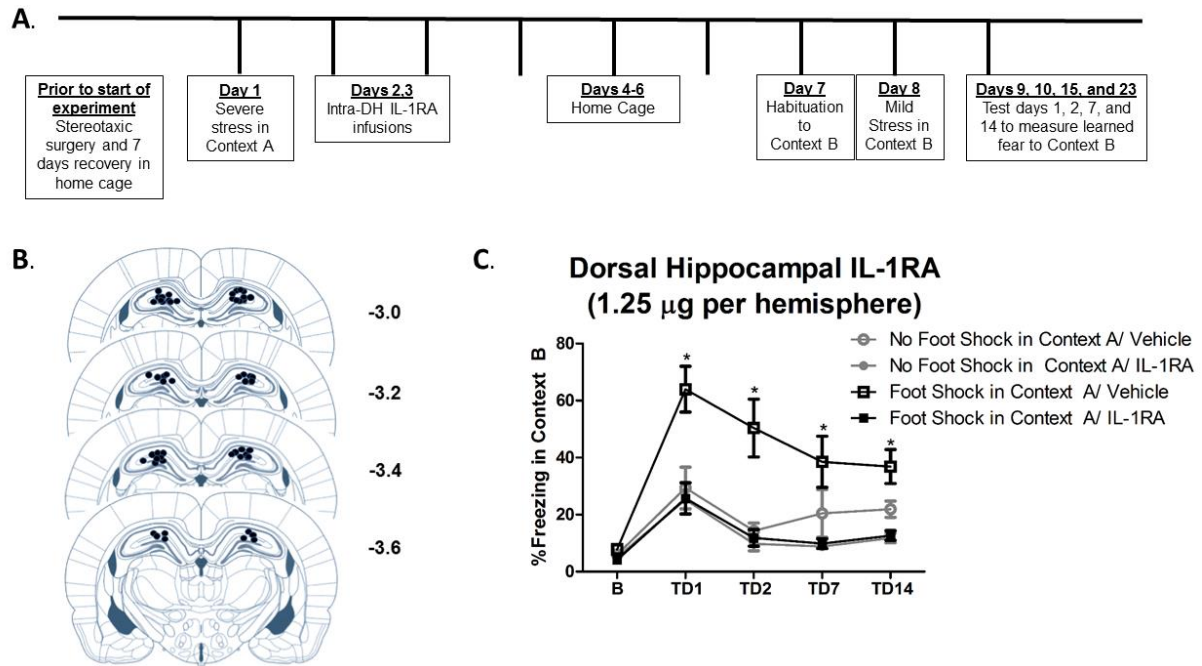 A.
Prior to start of
experiment
Stereotaxic
surgery and 7
days recovery in
home cage
Day 1
Severe
stress in
Context A
Days 2,3
Intra-DH IL-1RA
infusions
Days 4-6
Home Cage
Day 7
Habituation
to
Context B
Day 8
Mild
Stress in
Context B
Days 9, 10, 15, and 23
Test days 1, 2, 7, and
14 to measure learned
fear to Context B
B.
-3.0
-3.2
-3.4
-3.6
C.
Dorsal Hippocampal IL-1RA
(1.25 μg per hemisphere)
%Freezing in Context B
80
60
40
20
0
B
TD1
TD2
TD7
TD14
*
*
*
*
No Foot Shock in Context A/ Vehicle
No Foot Shock in Context A/ IL-1RA
Foot Shock in Context A/ Vehicle
Foot Shock in Context A/ IL-1RA